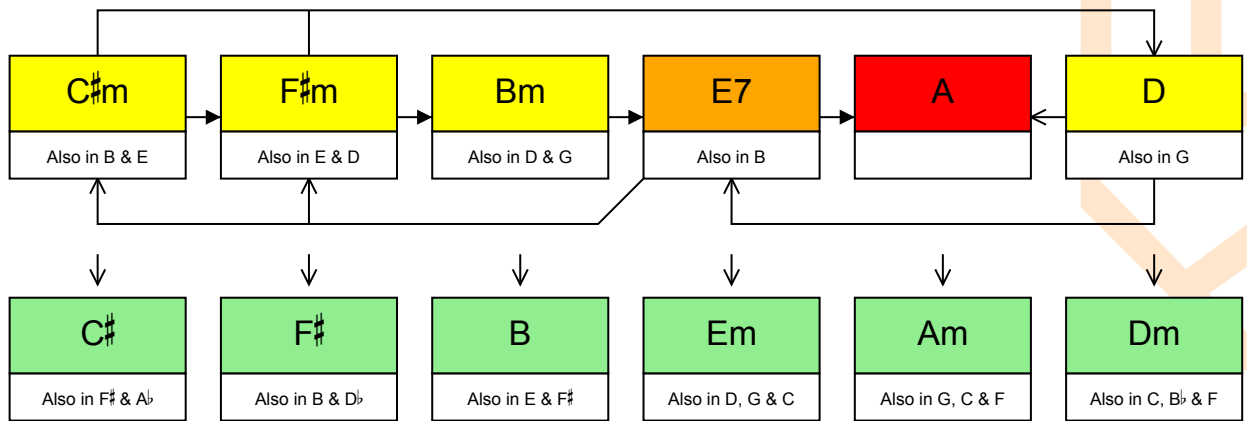 C♯m F♯m Bm E7 A D
Also in B & E Also in E & D Also in D & G Also in B Also in G
C♯ F♯ B Em Am Dm
Also in F♯ & A♭ Also in B & D♭ Also in E & F♯ Also in D, G & C Also in G, C & F Also in C, B♭ & F